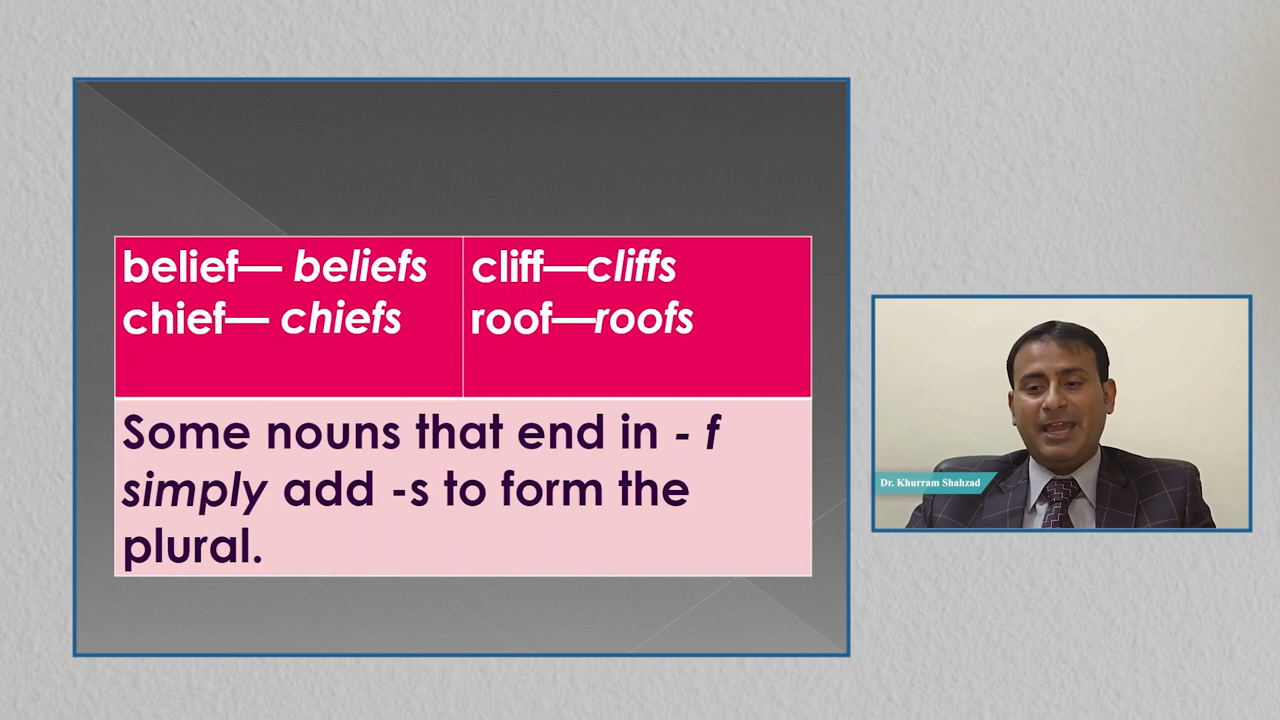 belief— beliefs
chief— chiefs
cliff—cliffs
roof—roofs
Some nouns that end in - f
simply add -s to form the
plural.
Dr. Khurram Shahzad